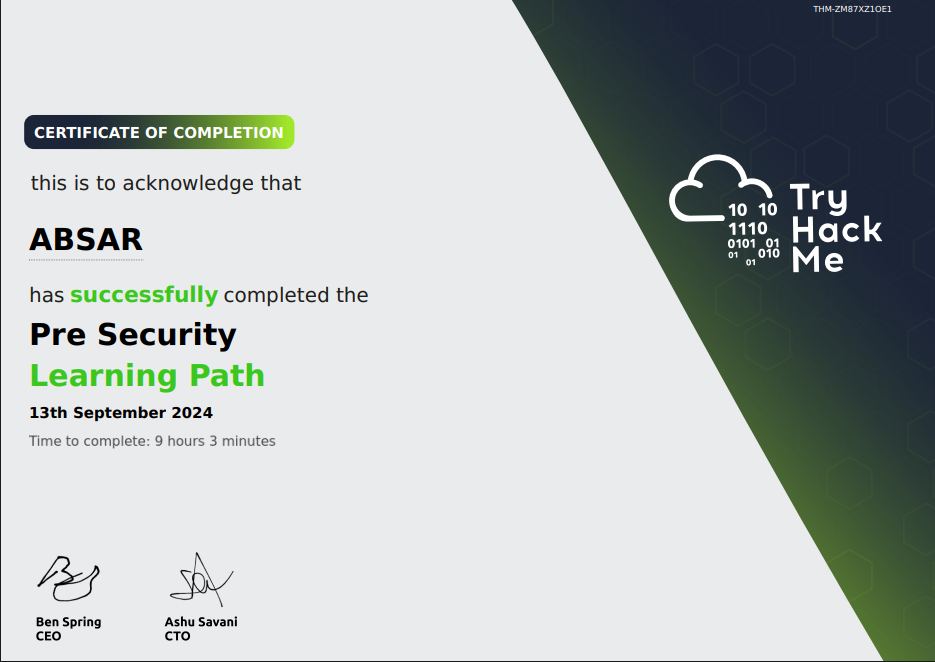 THM-ZM87XZ1OE1
CERTIFICATE OF COMPLETION
this is to acknowledge that
ABSAR
has successfully completed the
Pre Security
Learning Path
13th September 2024
Time to complete: 9 hours 3 minutes
10 10
1110
0101 01
01 010
01
Try
Hack
Me
Ben Spring
CEO
Ashu Savani
CTO